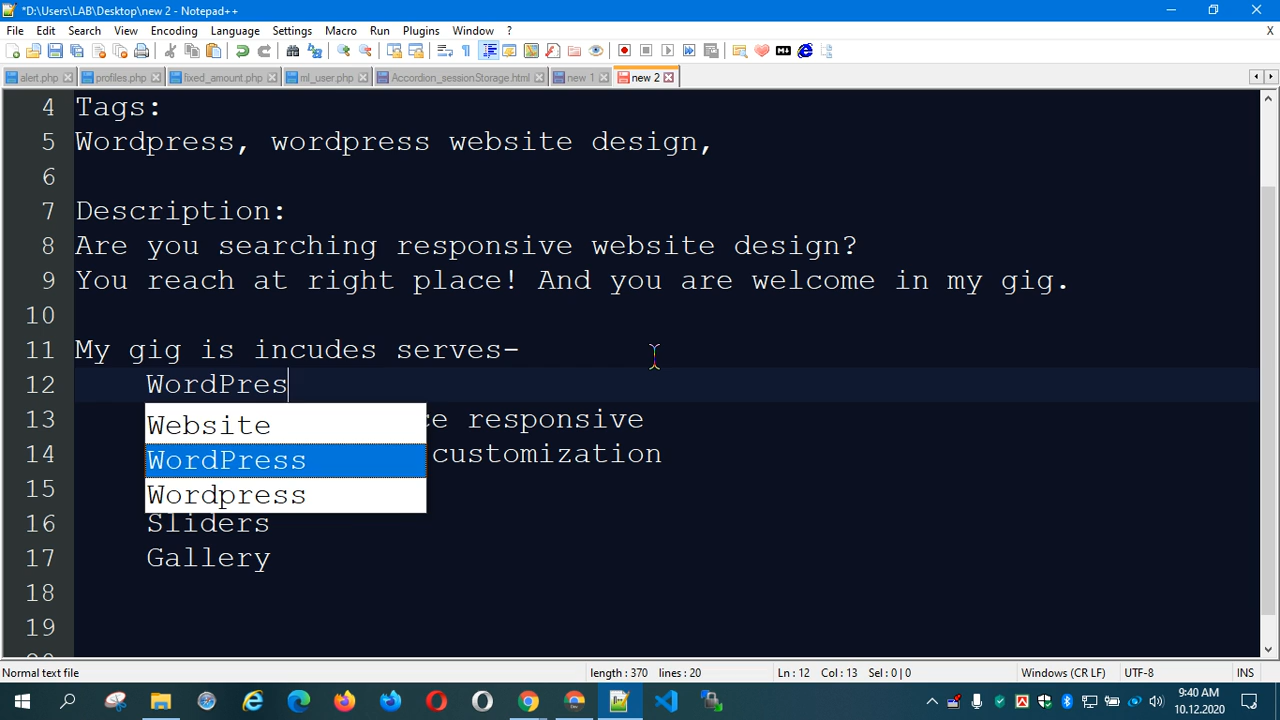 *D:\Users\LAB\Desktop\new 2 - Notepad++
File Edit Search View Encoding Language Settings Macro Run Plugins Window ? X
alert.php profiles.php fixed_amount.php ml_user.php Accordion_sessionStorage.html new 1 new 2
4 Tags:
5 Wordpress, wordpress website design,
6
7 Description:
8 Are you searching responsive website design?
9 You reach at right place! And you are welcome in my gig.
10
11 My gig is incudes serves-
12 WordPres
Website
13 ce responsive
WordPress
14 customization
Wordpress
15
16 Sliders
17 Gallery
18
19
Normal text file length : 370 lines : 20 Ln : 12 Col : 13 Sel : 0 | 0 Windows (CR LF) UTF-8 INS
9:40 AM
10.12.2020